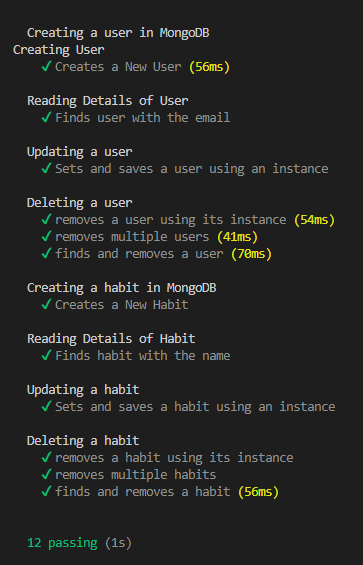 Creating a user in MongoDB
Creating User
✓ Creates a New User (56ms)
Reading Details of User
✓ Finds user with the email
Updating a user
✓ Sets and saves a user using an instance
Deleting a user
✓ removes a user using its instance (54ms)
✓ removes multiple users (41ms)
✓ finds and removes a user (70ms)
Creating a habit in MongoDB
✓ Creates a New Habit
Reading Details of Habit
✓ Finds habit with the name
Updating a habit
✓ Sets and saves a habit using an instance
Deleting a habit
✓ removes a habit using its instance
✓ removes multiple habits
✓ finds and removes a habit (56ms)
12 passing (1s)